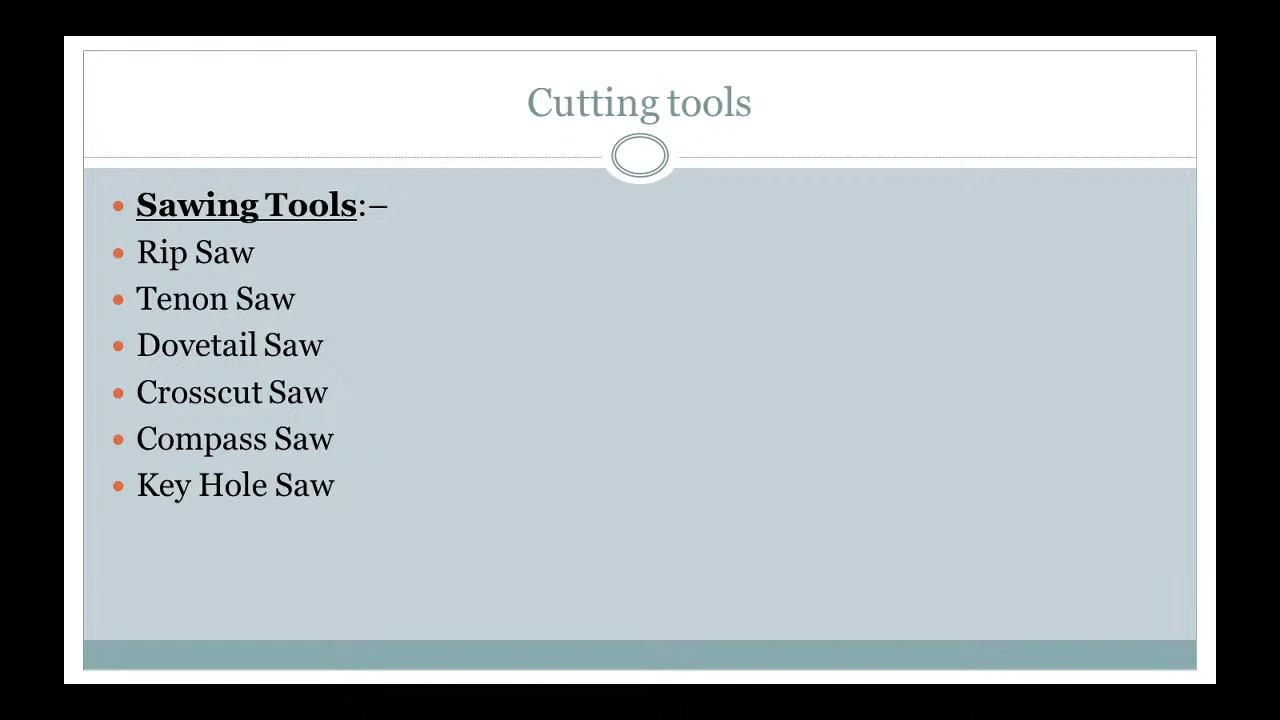 Cutting tools
• Sawing Tools:–
• Rip Saw
• Tenon Saw
• Dovetail Saw
• Crosscut Saw
• Compass Saw
• Key Hole Saw